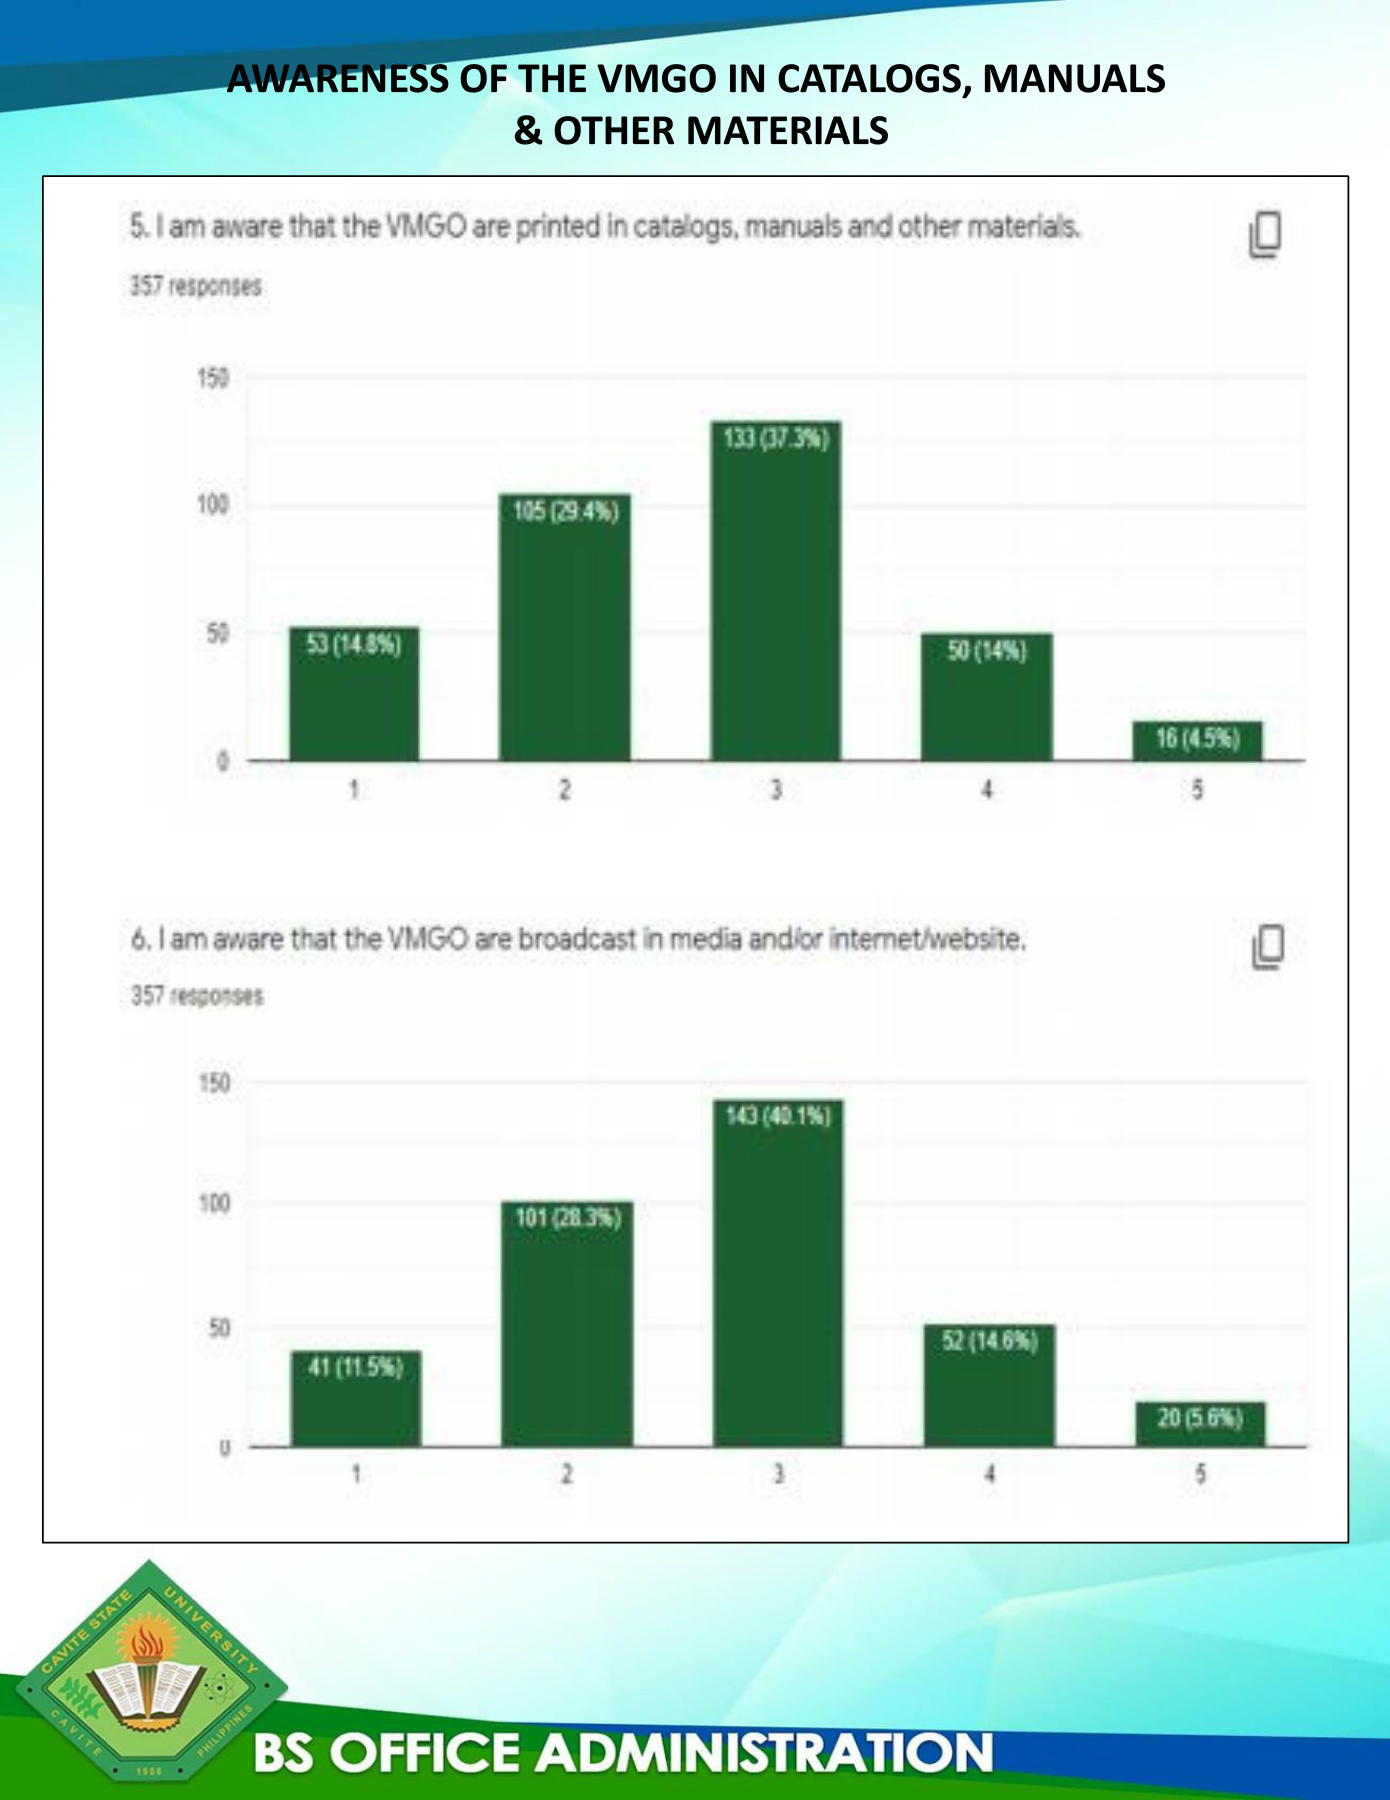 AWARENESS OF THE VMGO IN CATALOGS, MANUALS
& OTHER MATERIALS
5. I am aware that the VMGO are printed in catalogs, manuals and other materials.
357 responses
150
100
50
0
53 (14.8%)
105 (29.4%)
133 (37.3%)
50 (14%)
16 (4.5%)
1
2
3
4
5
6. I am aware that the VMGO are broadcast in media and/or internet/website.
357 responses
150
100
50
0
41 (11.5%)
101 (28.3%)
143 (40.1%)
52 (14.6%)
20 (5.6%)
1
2
3
4
5
CAVITE STATE UNIVERSITY
CAVITE
PHILIPPINES
1906
BS OFFICE ADMINISTRATION